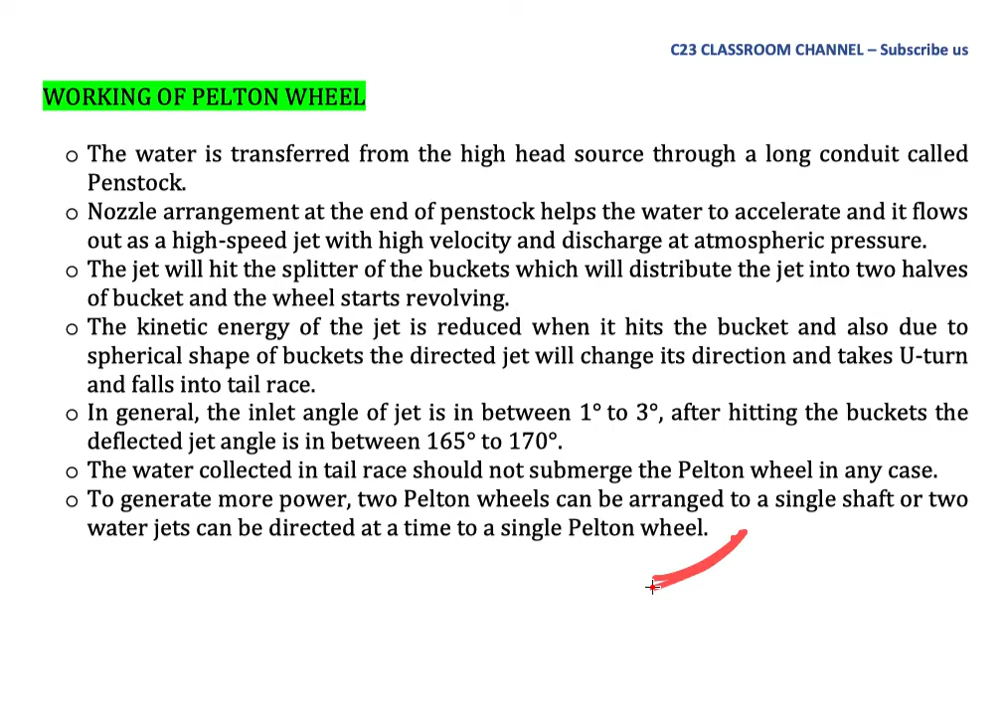 C23 CLASSROOM CHANNEL – Subscribe us
WORKING OF PELTON WHEEL
o The water is transferred from the high head source through a long conduit called
Penstock.
o Nozzle arrangement at the end of penstock helps the water to accelerate and it flows
out as a high-speed jet with high velocity and discharge at atmospheric pressure.
o The jet will hit the splitter of the buckets which will distribute the jet into two halves
of bucket and the wheel starts revolving.
o The kinetic energy of the jet is reduced when it hits the bucket and also due to
spherical shape of buckets the directed jet will change its direction and takes U-turn
and falls into tail race.
o In general, the inlet angle of jet is in between 1° to 3°, after hitting the buckets the
deflected jet angle is in between 165° to 170°.
o The water collected in tail race should not submerge the Pelton wheel in any case.
o To generate more power, two Pelton wheels can be arranged to a single shaft or two
water jets can be directed at a time to a single Pelton wheel.